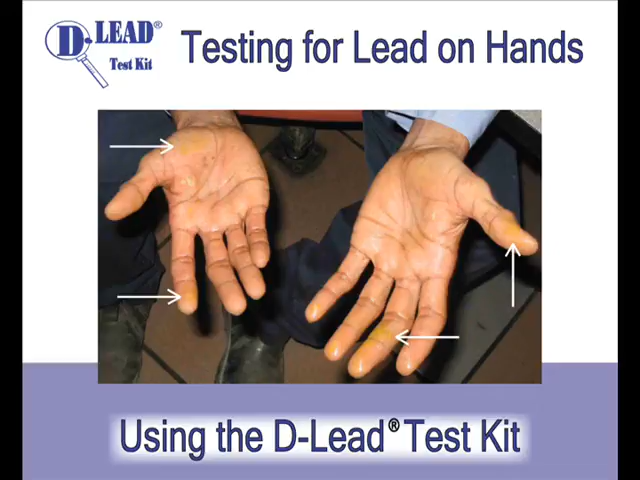 D-LEAD®
Test Kit
Testing for Lead on Hands
Using the D-Lead® Test Kit